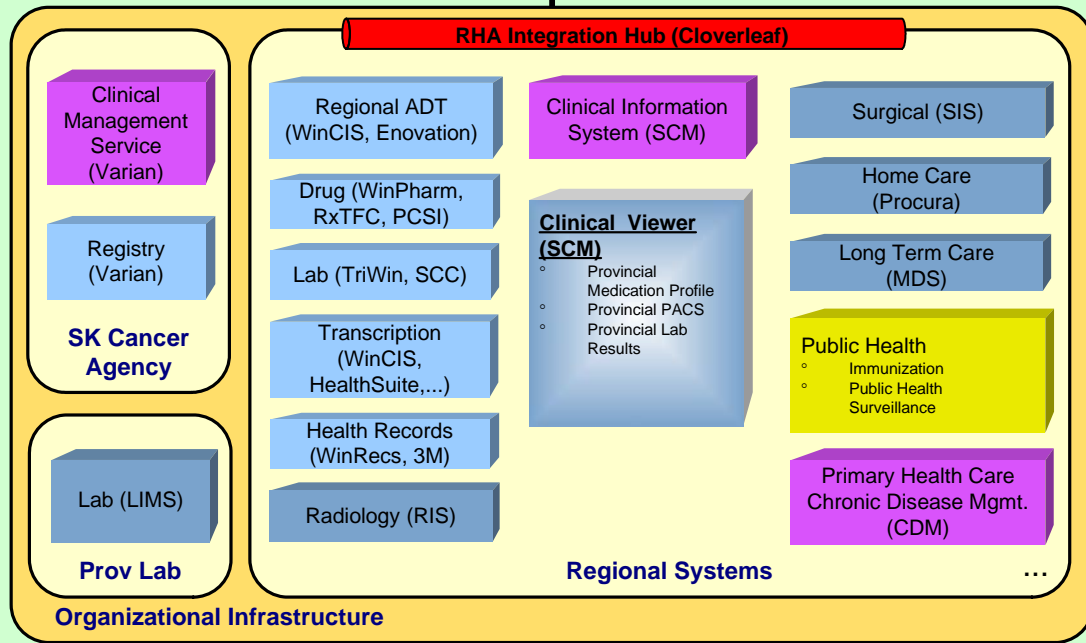 RHA Integration Hub (Cloverleaf)
Clinical
Management
Service
(Varian)
Registry
(Varian)
SK Cancer
Agency
Lab (LIMS)
Prov Lab
Regional ADT
(WinCIS, Enovation)
Drug (WinPharm,
RxTFC, PCSI)
Lab (TriWin, SCC)
Transcription
(WinCIS,
HealthSuite,...)
Health Records
(WinRecs, 3M)
Radiology (RIS)
Clinical Information
System (SCM)
Clinical Viewer
(SCM)
° Provincial
Medication Profile
° Provincial PACS
° Provincial Lab
Results
Surgical (SIS)
Home Care
(Procura)
Long Term Care
(MDS)
Public Health
° Immunization
° Public Health
Surveillance
Primary Health Care
Chronic Disease Mgmt.
(CDM)
Regional Systems
...
Organizational Infrastructure